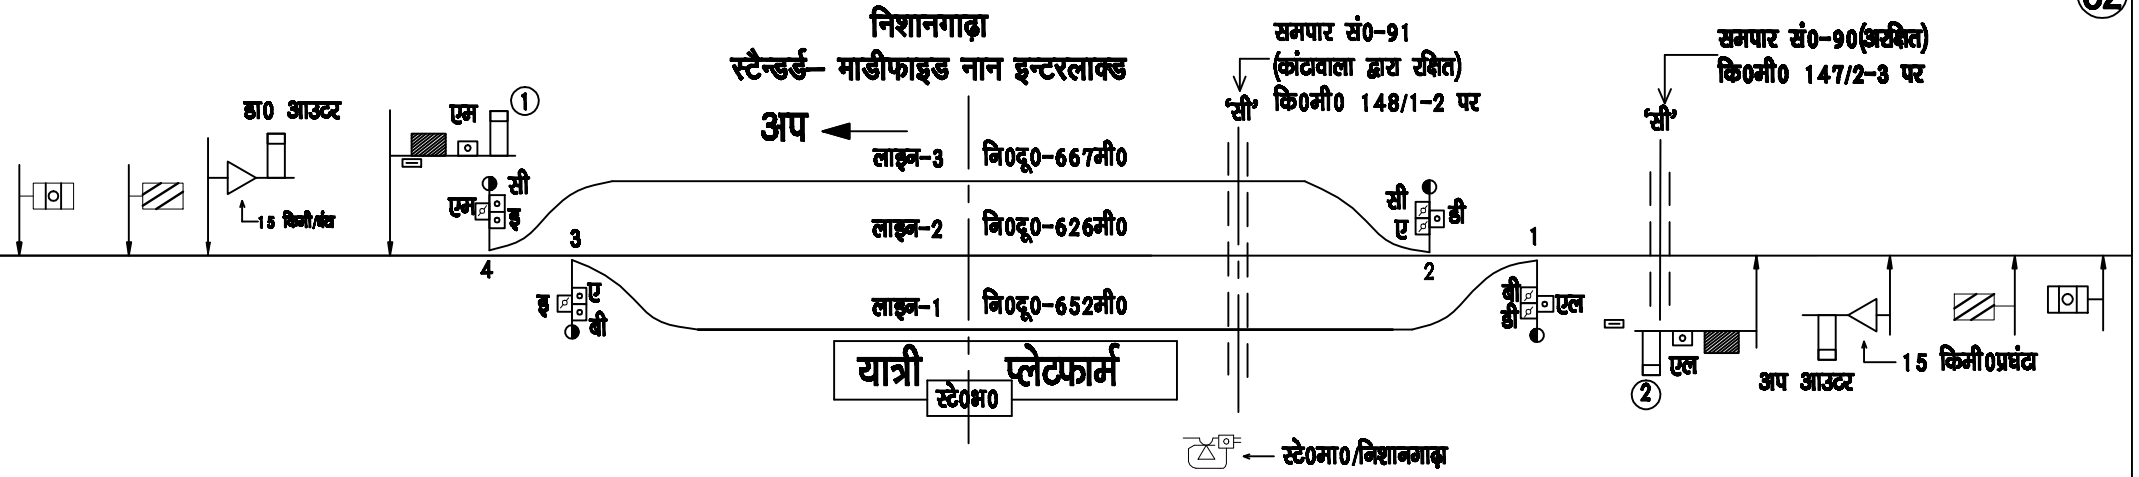 निशानगाढ़ा
स्टैन्डर्ड- माडीफाइड नान इन्टरलाक्ड
समपार सं0-91
(कांटावाला द्वारा रक्षित)
कि0मी0 148/1-2 पर
समपार सं0-90(अरक्षित)
कि0मी0 147/2-3 पर
डा0 आउटर
एम
1
अप
'सी'
'सी'
लाइन-3 नि0दू0-667मी0
15 किमी/घंटा
सी
एम
इ
सी
ए
डी
लाइन-2 नि0दू0-626मी0
3
4
1
2
इ
ए
बी
लाइन-1 नि0दू0-652मी0
बी
डी
एल
यात्री प्लेटफार्म
स्टे0भ0
एल
2
अप आउटर
15 किमी0प्रघंटा
स्टे0मा0/निशानगाढ़ा